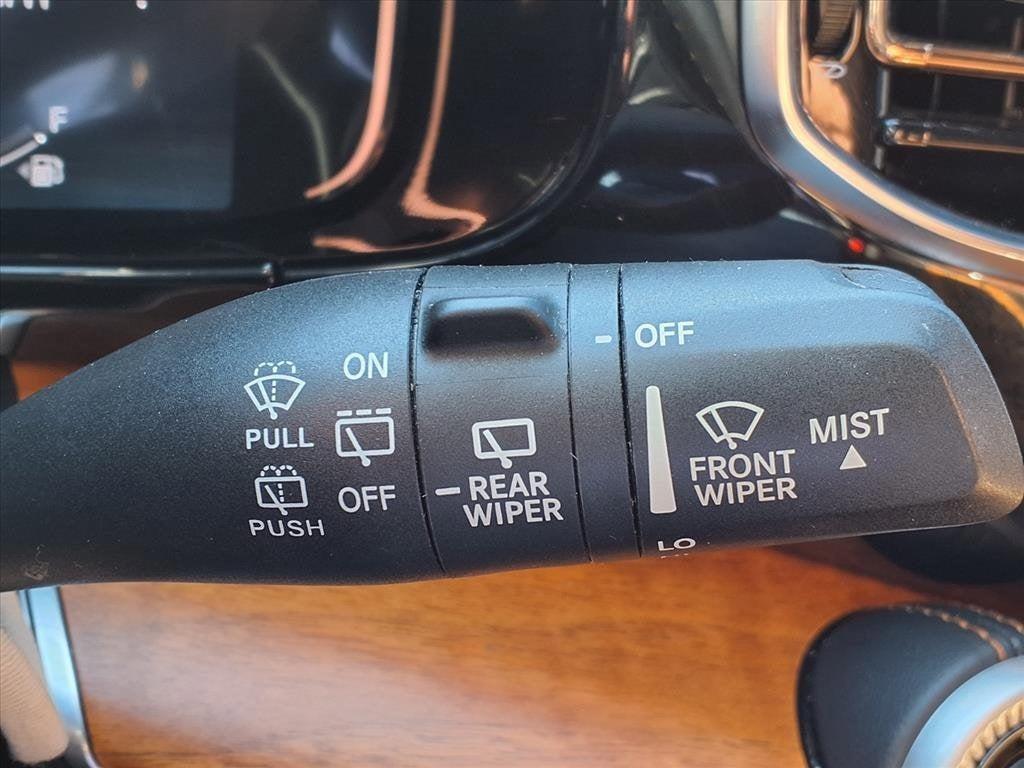 F
OFF
ON
PULL
OFF
PUSH
REAR
WIPER
FRONT
WIPER
MIST
LO